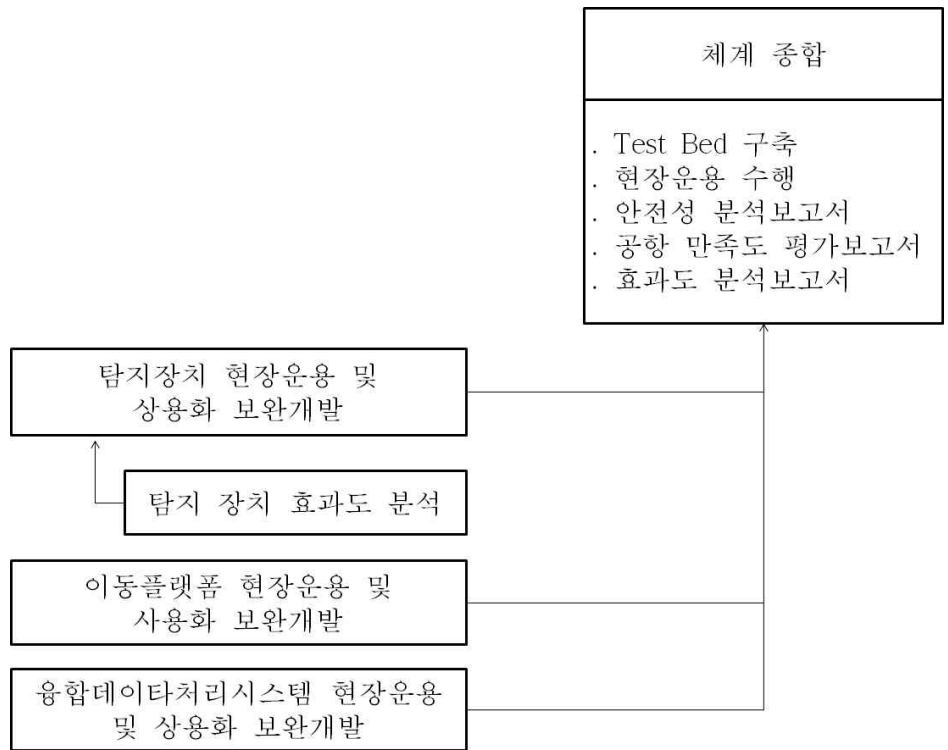 체계 종합
. Test Bed 구축
. 현장운용 수행
. 안전성 분석보고서
. 공항 만족도 평가보고서
. 효과도 분석보고서
탐지장치 현장운용 및
상용화 보완개발
탐지 장치 효과도 분석
이동플랫폼 현장운용 및
사용화 보완개발
융합데이타처리시스템 현장운용
및 상용화 보완개발